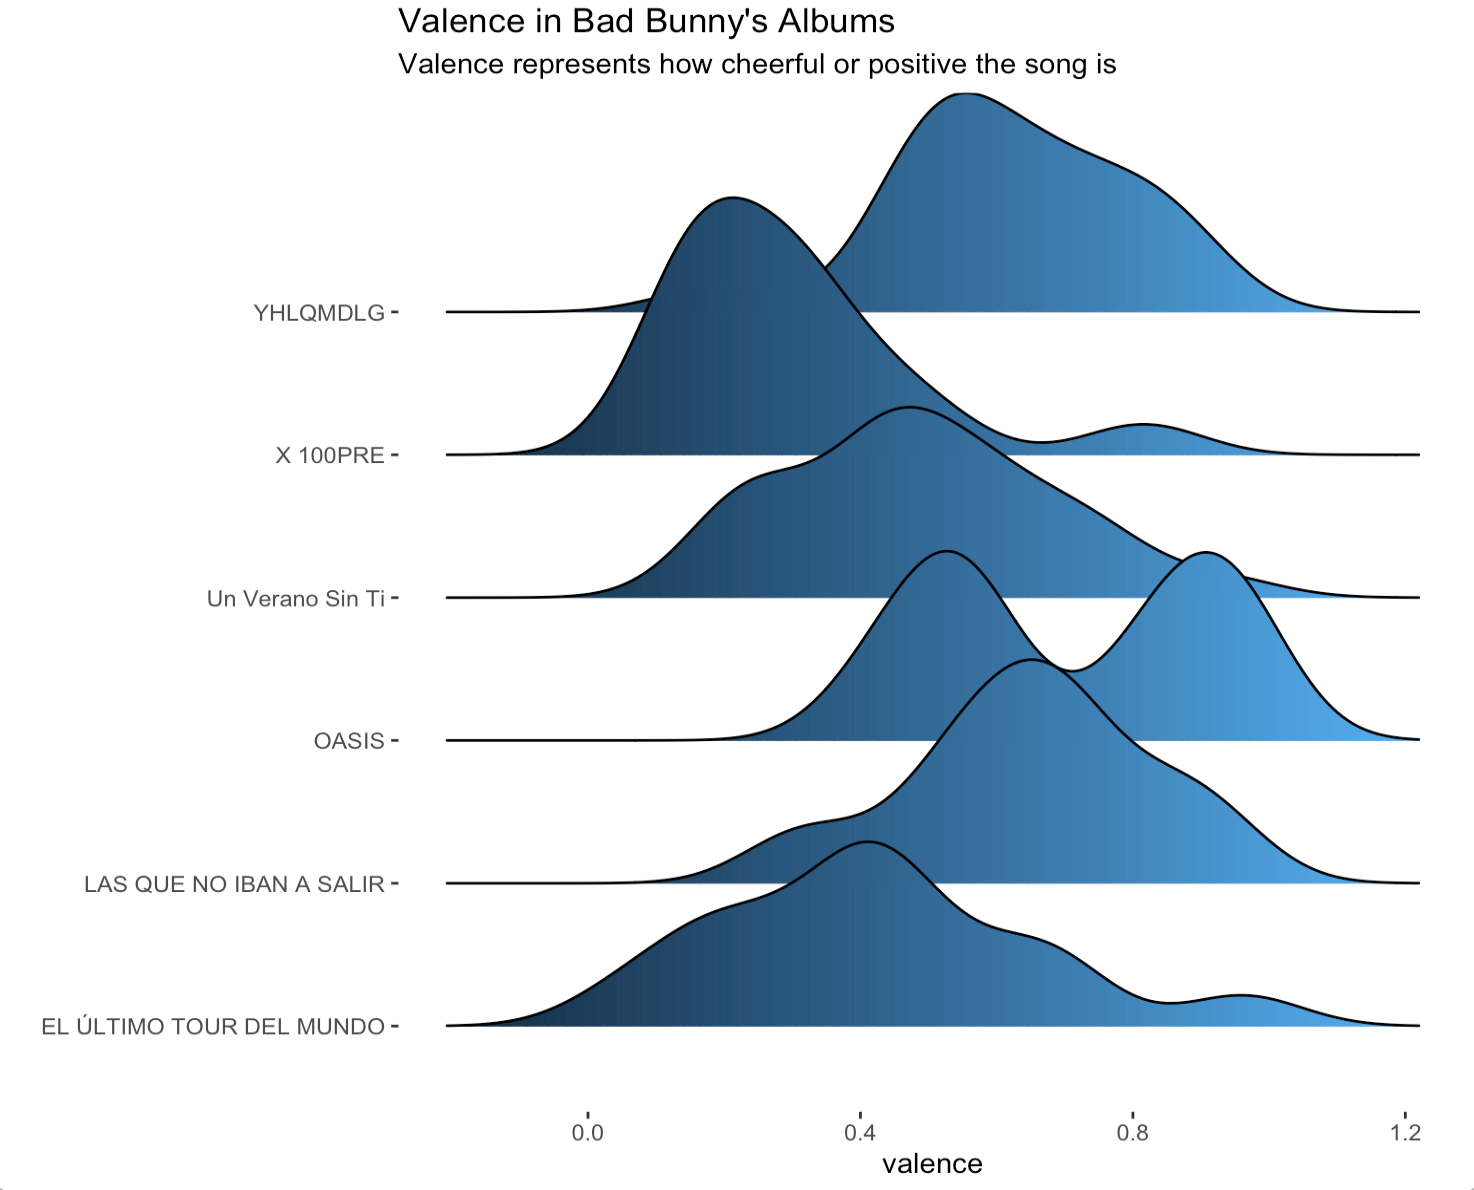 Valence in Bad Bunny's Albums
Valence represents how cheerful or positive the song is
YHLQMDLG
X 100PRE
Un Verano Sin Ti
OASIS
LAS QUE NO IBAN A SALIR
EL ÚLTIMO TOUR DEL MUNDO
0.0 0.4 0.8 1.2
valence